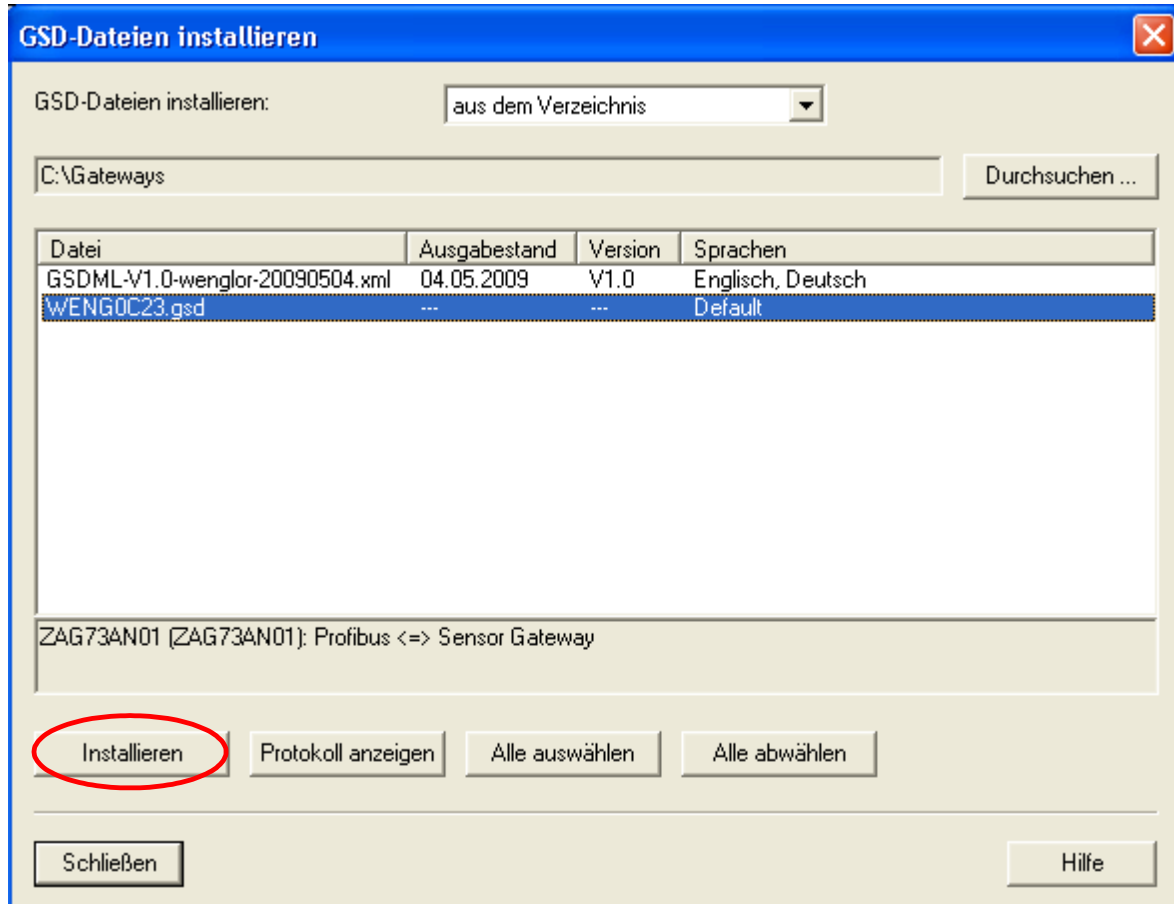 GSD-Dateien installieren
GSD-Dateien installieren: aus dem Verzeichnis
C:\Gateways Durchsuchen ...
Datei Ausgabestand Version Sprachen
GSDML-V1.0-wenglor-20090504.xml 04.05.2009 V1.0 Englisch, Deutsch
WENG0C23.gsd --- --- Default
ZAG73AN01 (ZAG73AN01): Profibus <=> Sensor Gateway
Installieren Protokoll anzeigen Alle auswählen Alle abwählen
Schließen Hilfe